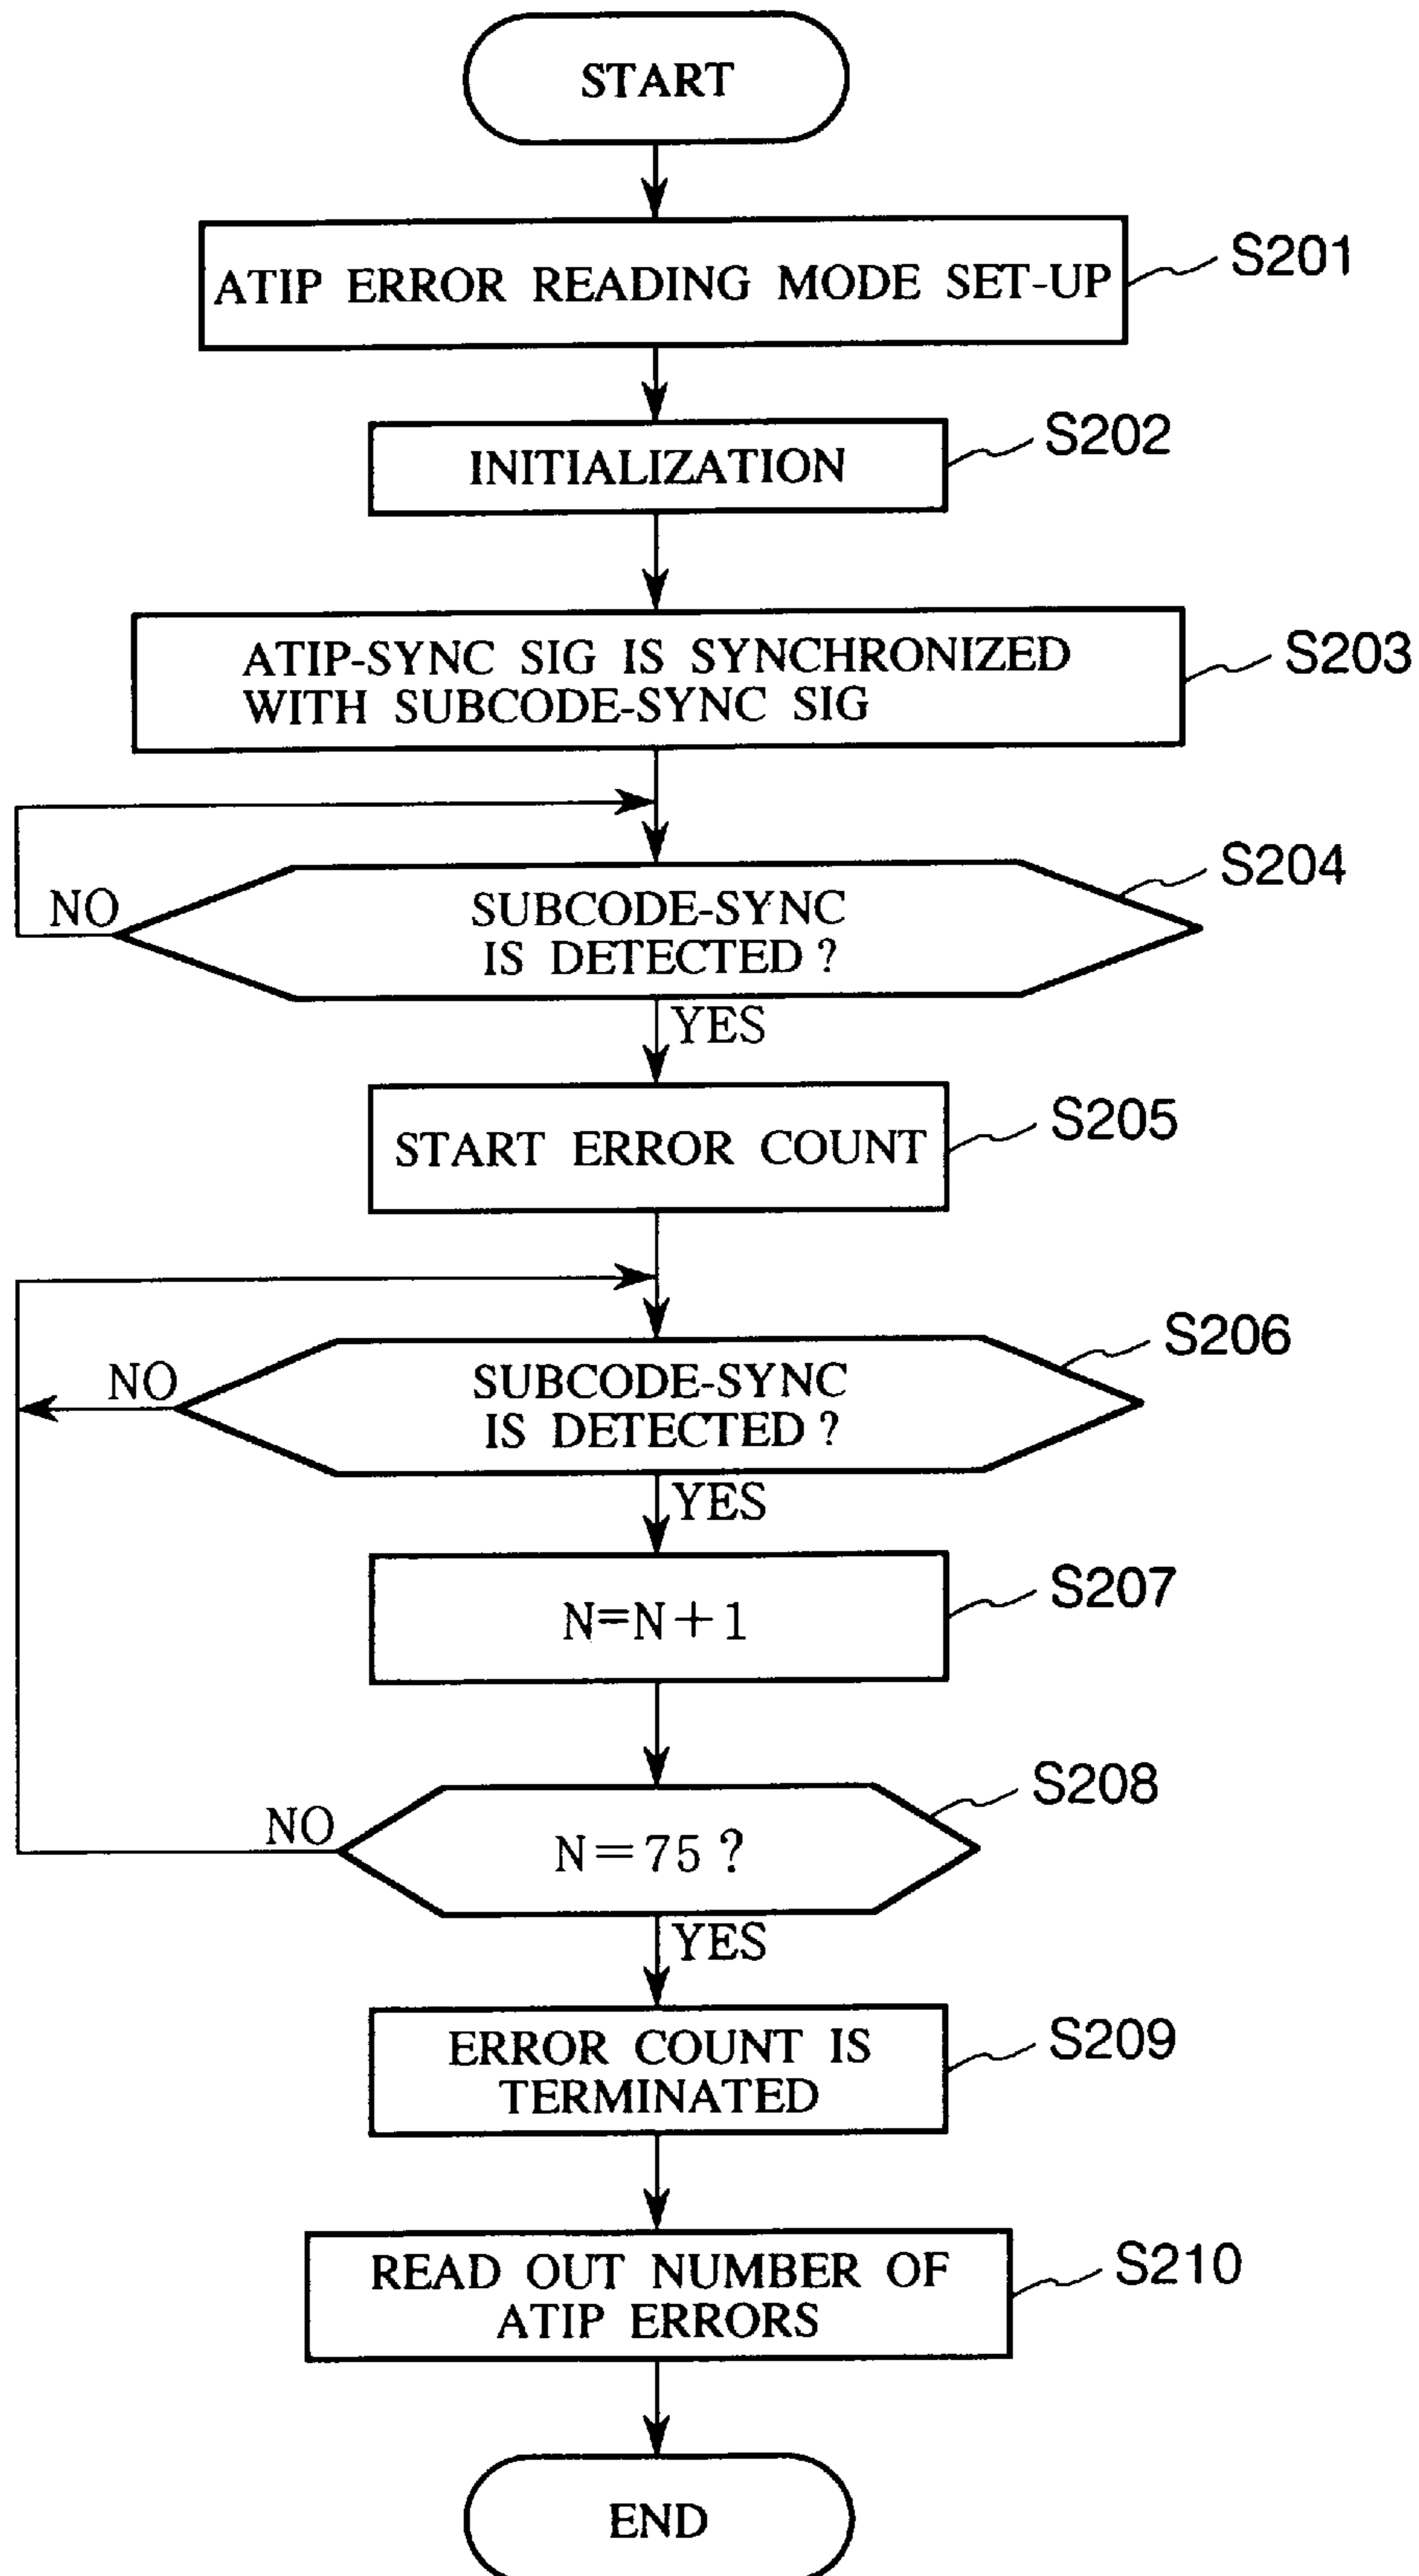 START
ATIP ERROR READING MODE SET-UP
S201
INITIALIZATION
S202
ATIP-SYNC SIG IS SYNCHRONIZED
WITH SUBCODE-SYNC SIG
S203
SUBCODE-SYNC
IS DETECTED ?
S204
NO
YES
START ERROR COUNT
S205
SUBCODE-SYNC
IS DETECTED ?
S206
NO
YES
N=N+1
S207
N=75 ?
S208
NO
YES
ERROR COUNT IS
TERMINATED
S209
READ OUT NUMBER OF
ATIP ERRORS
S210
END